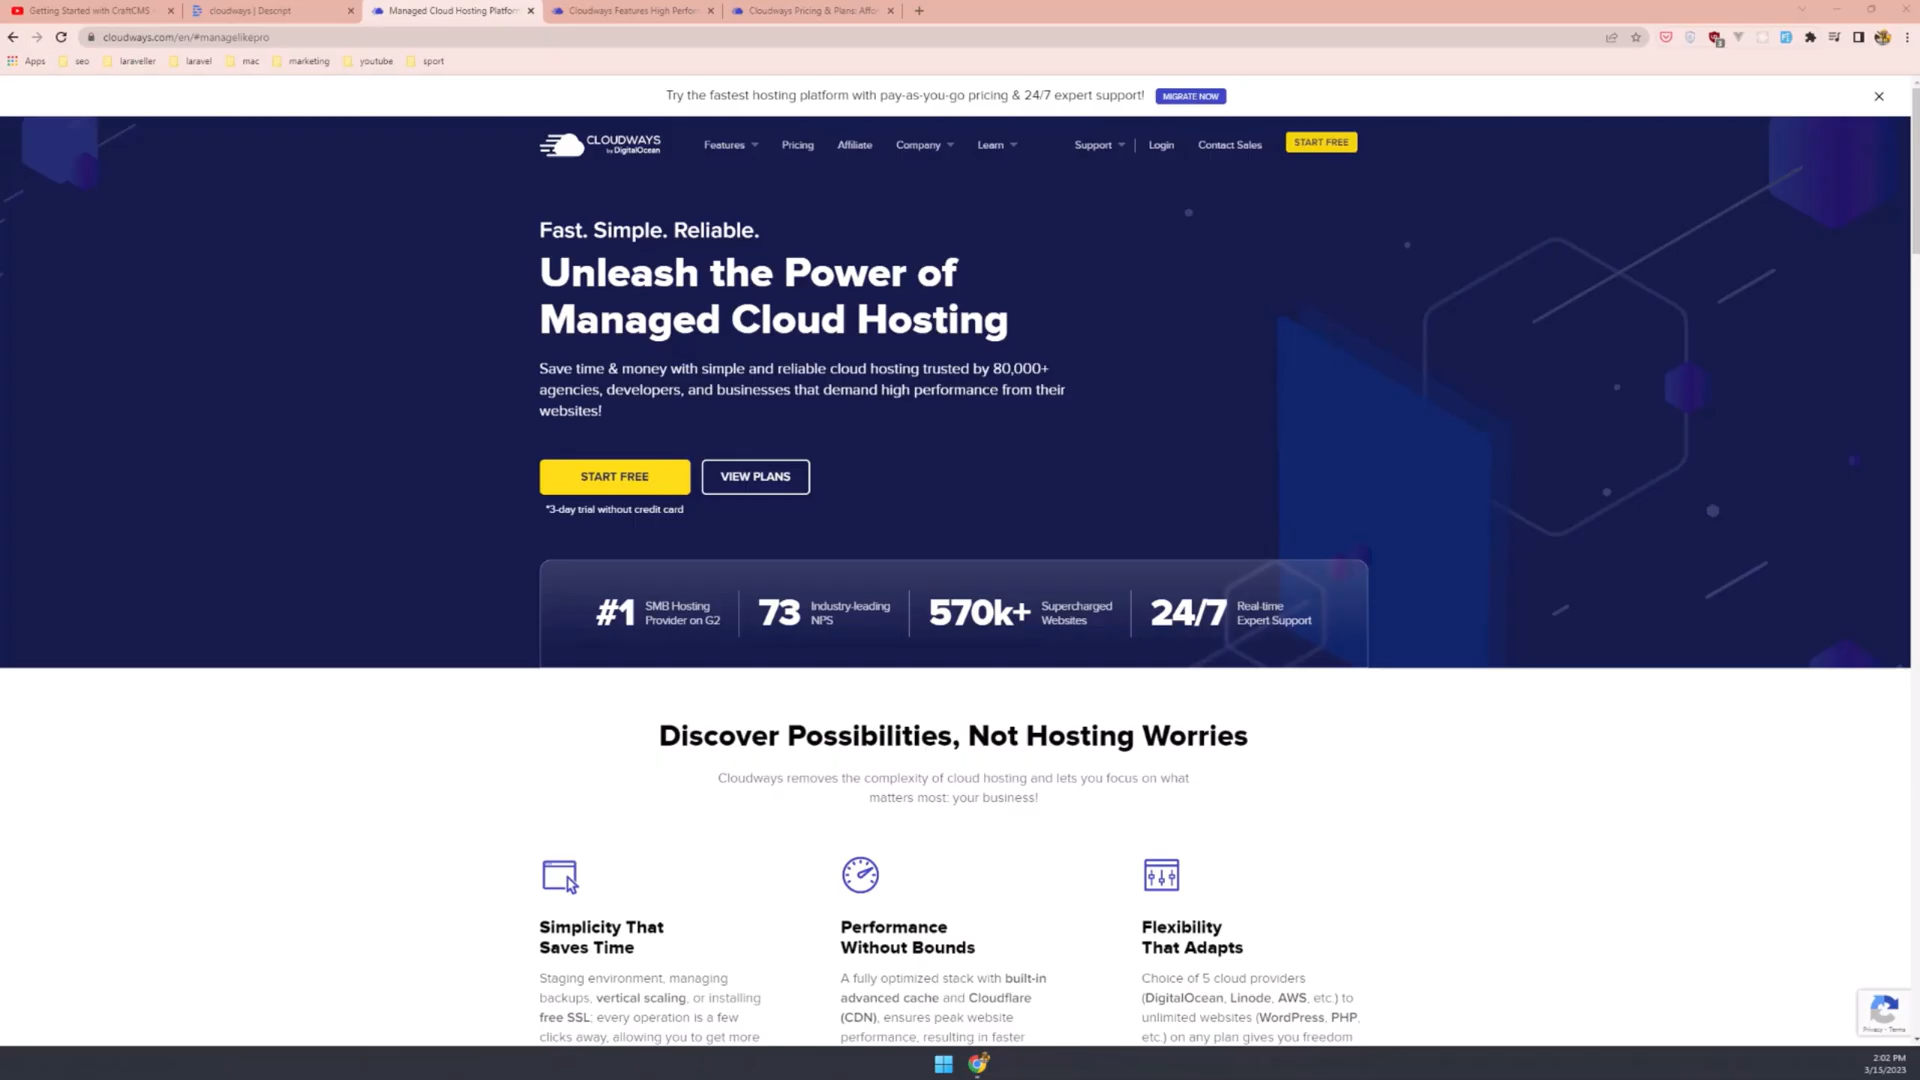 Getting Started with CraftCMS
cloudways | Descript
Managed Cloud Hosting Platfor
Cloudways Features High Perfor
Cloudways Pricing & Plans: Affo
cloudways.com/en/#managelikepro
3
Apps
seo
laraveller
laravel
mac
marketing
youtube
sport
Try the fastest hosting platform with pay-as-you-go pricing & 24/7 expert support!
MIGRATE NOW
CLOUDWAYS
by DigitalOcean
Features
Pricing
Affiliate
Company
Learn
Support
Login
Contact Sales
START FREE
Fast. Simple. Reliable.
Unleash the Power of
Managed Cloud Hosting
Save time & money with simple and reliable cloud hosting trusted by 80,000+
agencies, developers, and businesses that demand high performance from their
websites!
START FREE
VIEW PLANS
*3-day trial without credit card
#1
SMB Hosting
Provider on G2
73
Industry-leading
NPS
570k+
Supercharged
Websites
24/7
Real-time
Expert Support
Discover Possibilities, Not Hosting Worries
Cloudways removes the complexity of cloud hosting and lets you focus on what
matters most: your business!
Simplicity That
Saves Time
Staging environment, managing
backups, vertical scaling, or installing
free SSL; every operation is a few
clicks away, allowing you to get more
Performance
Without Bounds
A fully optimized stack with built-in
advanced cache and Cloudflare
(CDN), ensures peak website
performance, resulting in faster
Flexibility
That Adapts
Choice of 5 cloud providers
(DigitalOcean, Linode, AWS, etc.) to
unlimited websites (WordPress, PHP,
etc.) on any plan gives you freedom
Privacy - Terms
2:02 PM
3/15/2023